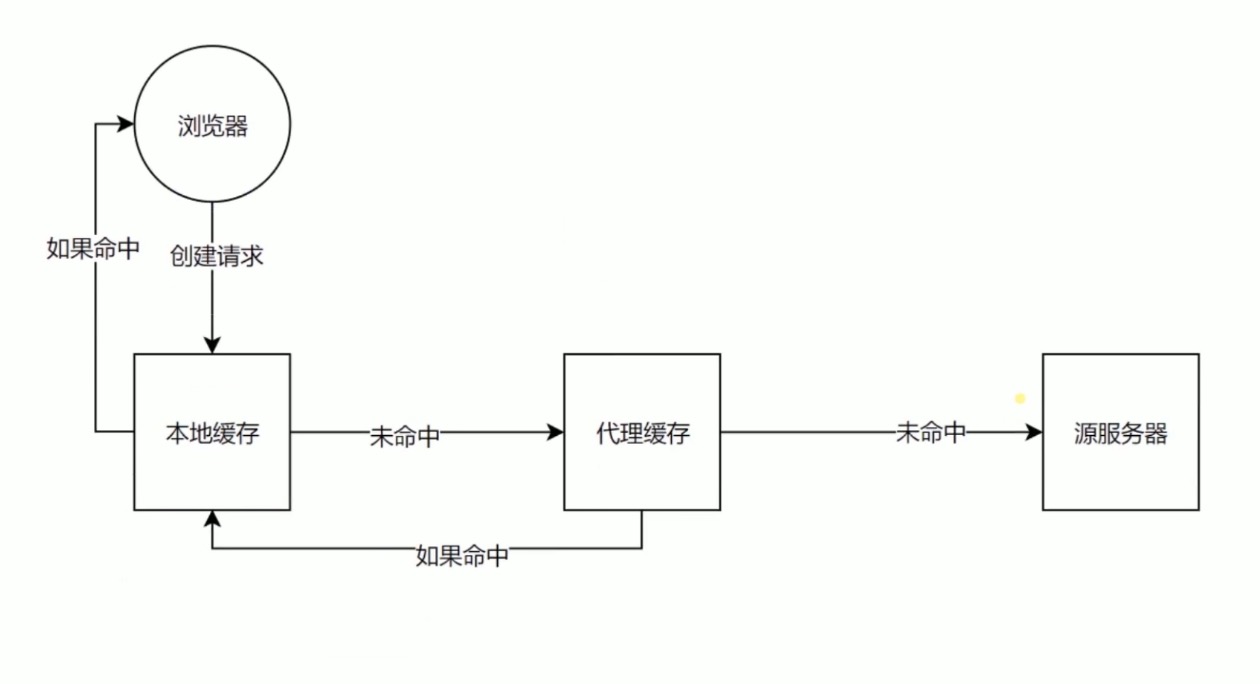 浏览器
如果命中
创建请求
本地缓存
未命中
代理缓存
未命中
源服务器
如果命中